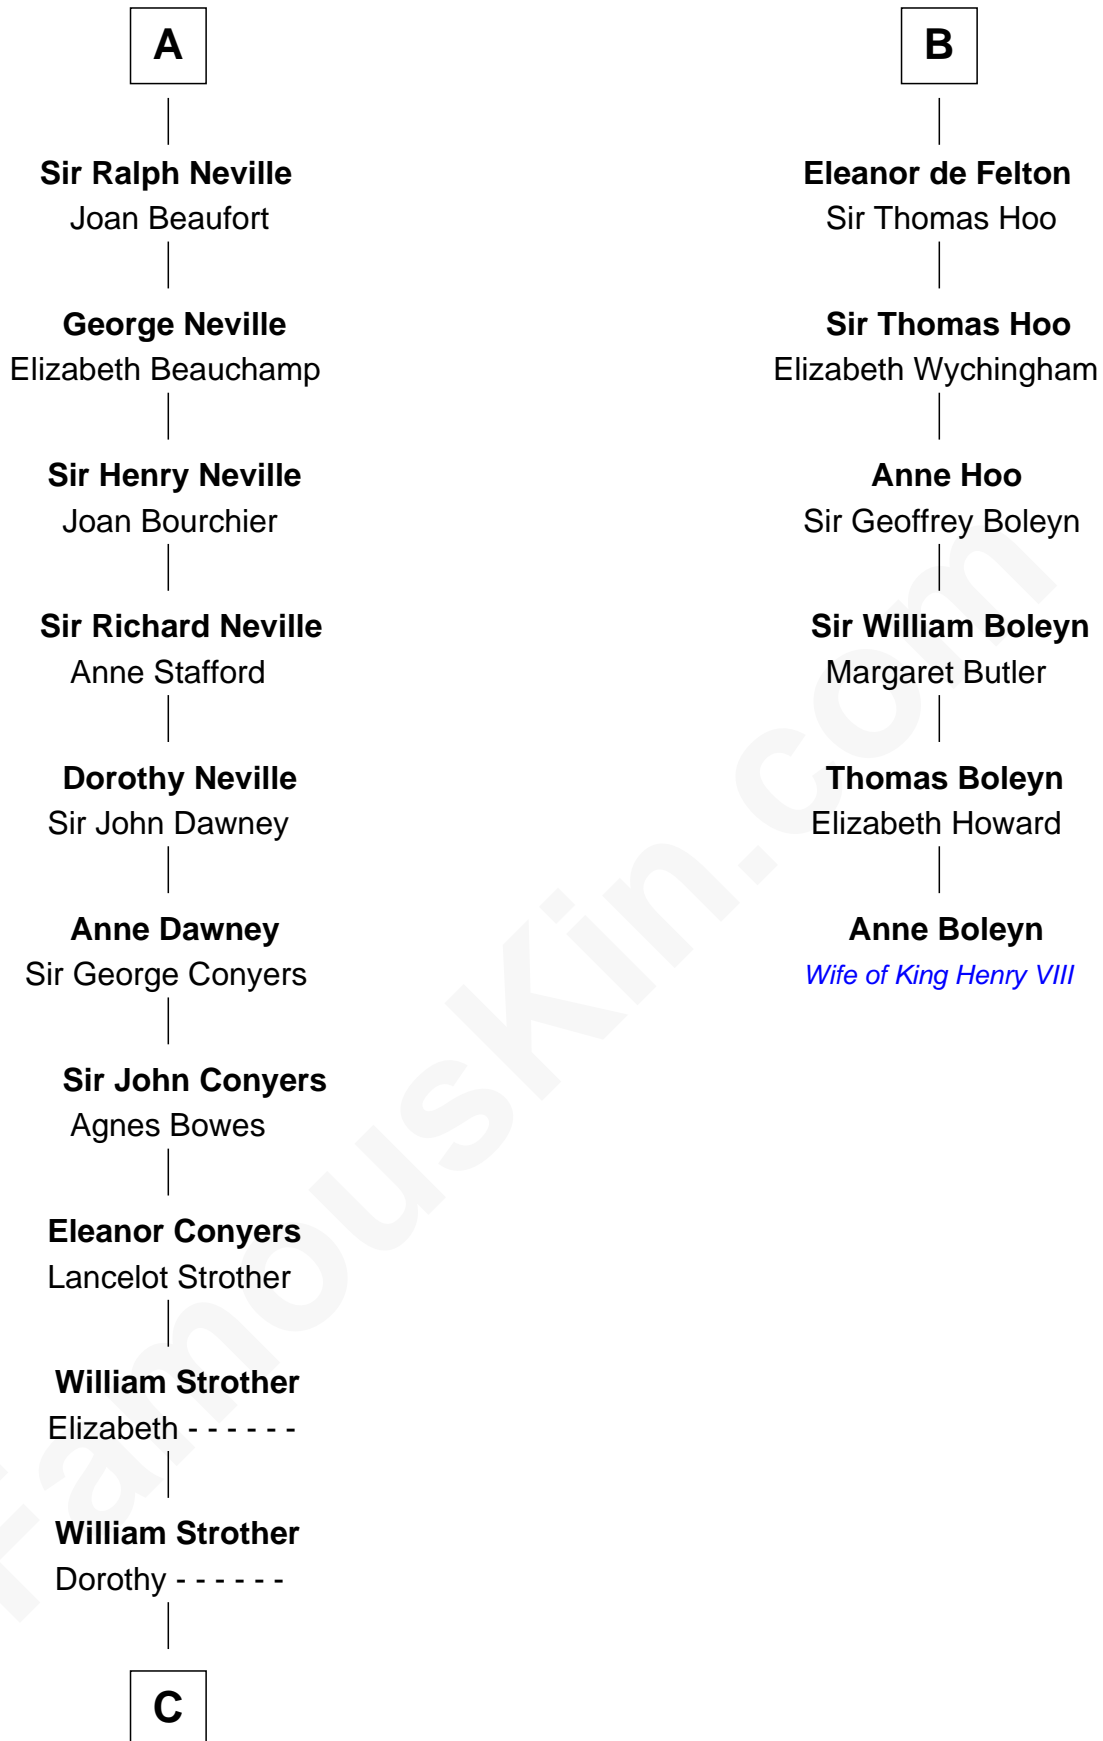 A
Sir Ralph Neville
Joan Beaufort
George Neville
Elizabeth Beauchamp
Sir Henry Neville
Joan Bourchier
Sir Richard Neville
Anne Stafford
Dorothy Neville
Sir John Dawney
Anne Dawney
Sir George Conyers
Sir John Conyers
Agnes Bowes
Eleanor Conyers
Lancelot Strother
William Strother
Elizabeth - - - - - -
William Strother
Dorothy - - - - - -
C
B
Eleanor de Felton
Sir Thomas Hoo
Sir Thomas Hoo
Elizabeth Wychingham
Anne Hoo
Sir Geoffrey Boleyn
Sir William Boleyn
Margaret Butler
Thomas Boleyn
Elizabeth Howard
Anne Boleyn
Wife of King Henry VIII
FamousKin.com